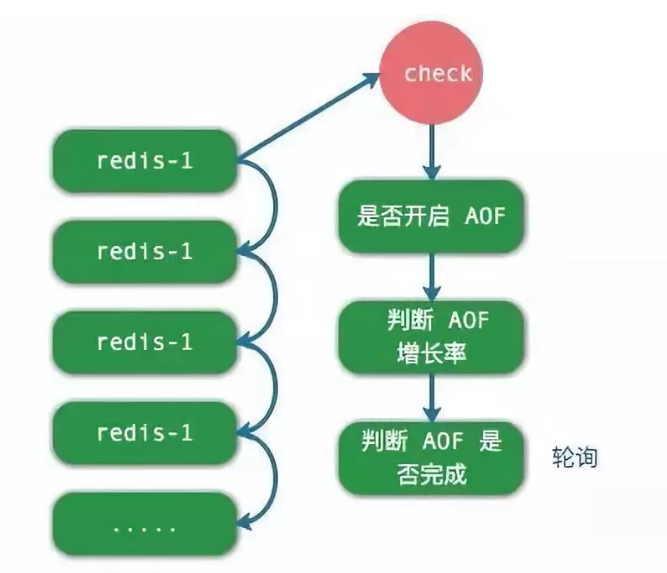 check
redis-1
redis-1
redis-1
redis-1
.....
是否开启 AOF
判断 AOF
增长率
判断 AOF 是
否完成
轮询